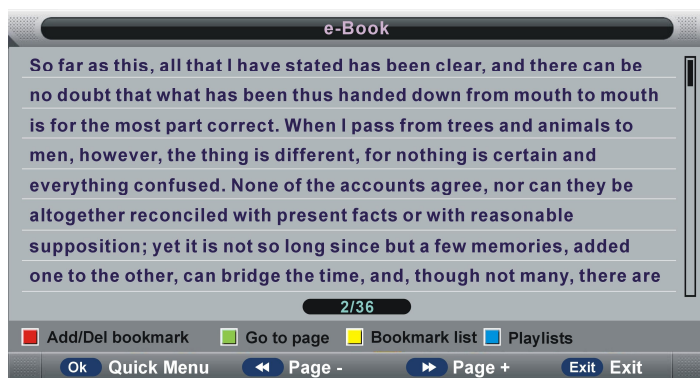 e-Book
So far as this, all that I have stated has been clear, and there can be
no doubt that what has been thus handed down from mouth to mouth
is for the most part correct. When I pass from trees and animals to
men, however, the thing is different, for nothing is certain and
everything confused. None of the accounts agree, nor can they be
altogether reconciled with present facts or with reasonable
supposition; yet it is not so long since but a few memories, added
one to the other, can bridge the time, and, though not many, there are
2/36
Add/Del bookmark Go to page Bookmark list Playlists
Ok Quick Menu Page - Page + Exit Exit